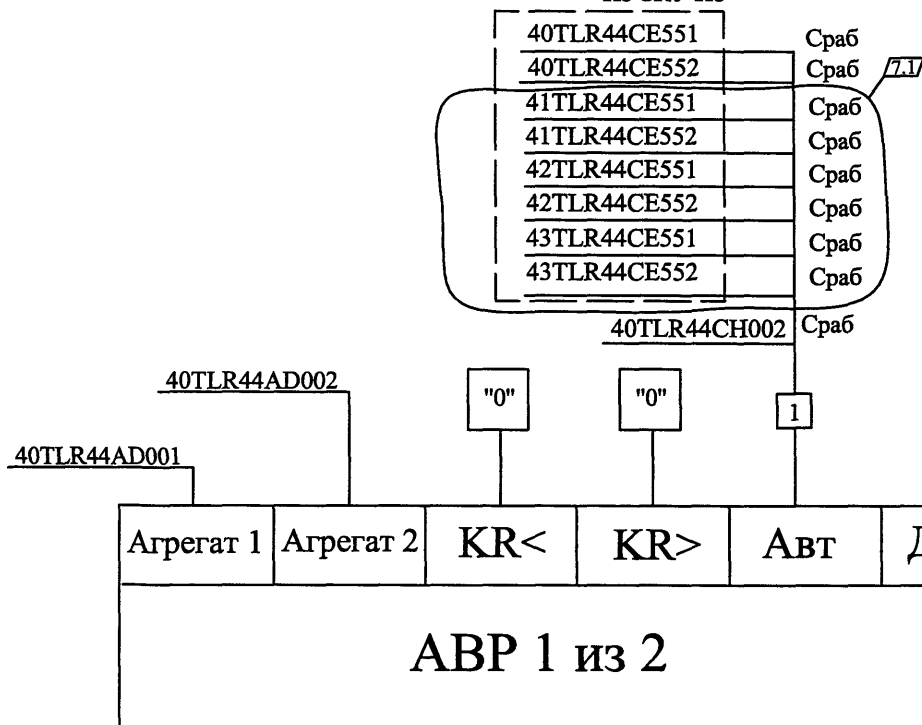 40TLR44CE551 Сраб
40TLR44CE552 Сраб
7.1
41TLR44CE551 Сраб
41TLR44CE552 Сраб
42TLR44CE551 Сраб
42TLR44CE552 Сраб
43TLR44CE551 Сраб
43TLR44CE552 Сраб
40TLR44CH002 Сраб
40TLR44AD002
"0"
"0"
1
40TLR44AD001
Агрегат 1
Агрегат 2
KR<
KR>
Авт
АВР 1 из 2